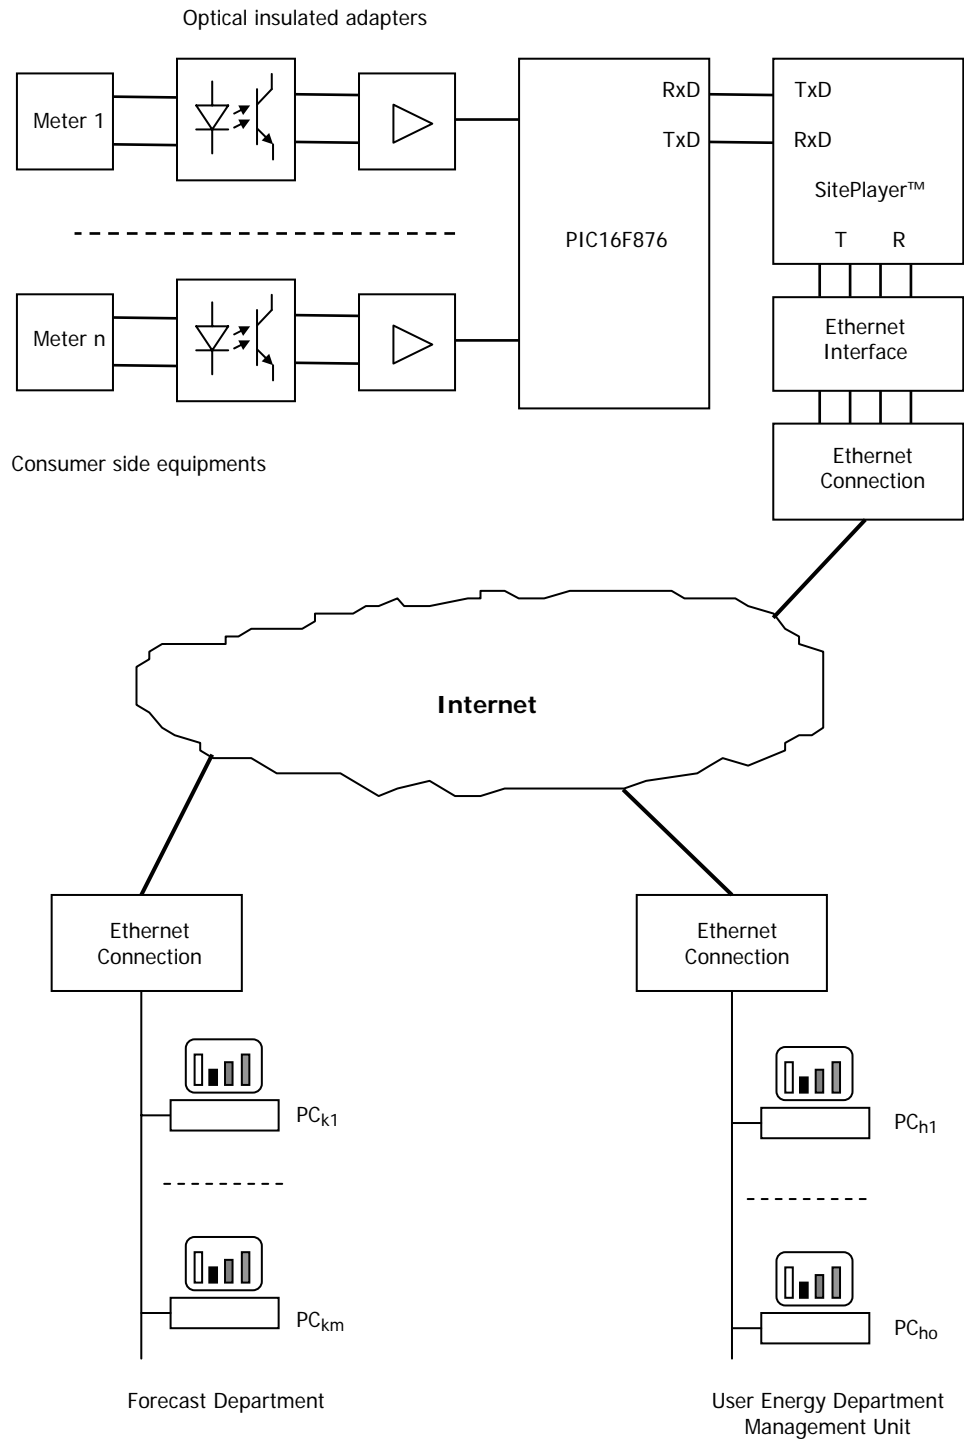 Optical insulated adapters
Meter 1
RxD
TxD
TxD
RxD
SitePlayer™
PIC16F876
T R
Meter n
Ethernet
Interface
Consumer side equipments
Ethernet
Connection
Internet
Ethernet
Connection
Ethernet
Connection
PCk1
PCh1
PCkm
PCho
Forecast Department
User Energy Department
Management Unit